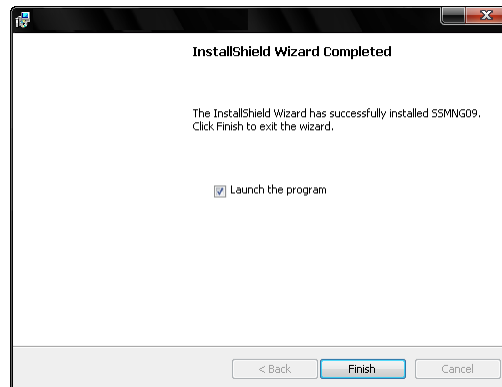 InstallShield Wizard Completed
The InstallShield Wizard has successfully installed SSMNG09.
Click Finish to exit the wizard.
Launch the program
< Back
Finish
Cancel